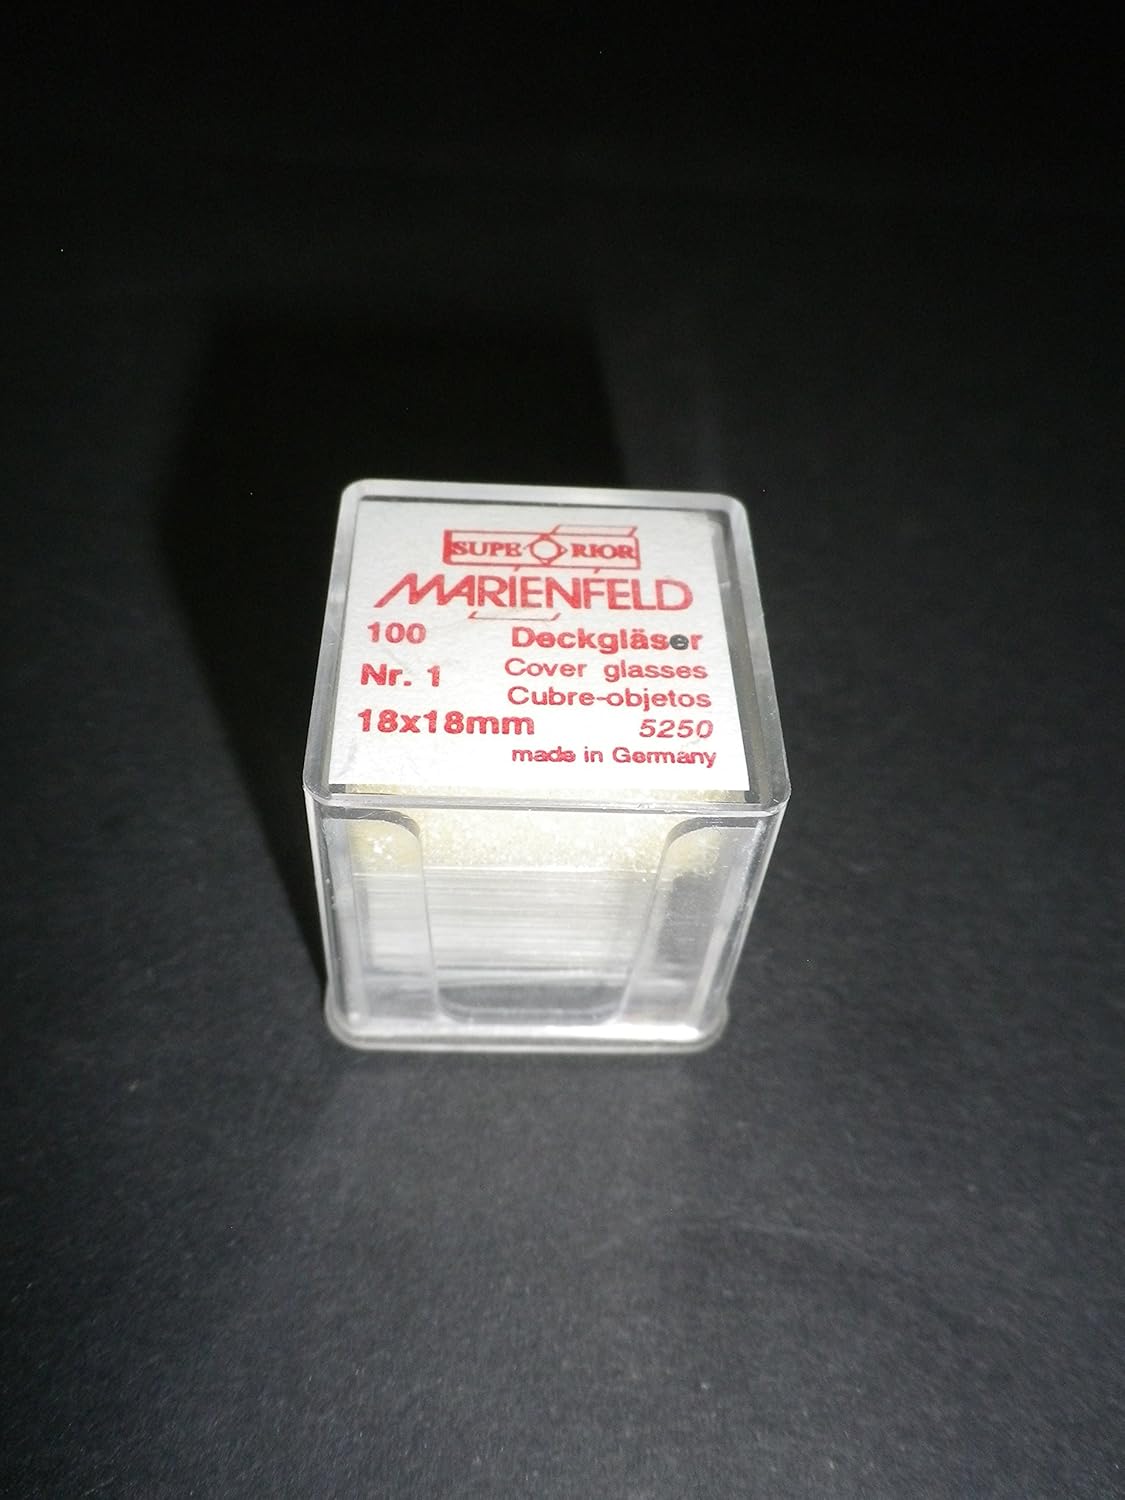 SUPERIOR
MARIENFELD
100 Deckgläser
Nr. 1 Cover glasses
Cubre-objetos
18x18mm 5250
made in Germany